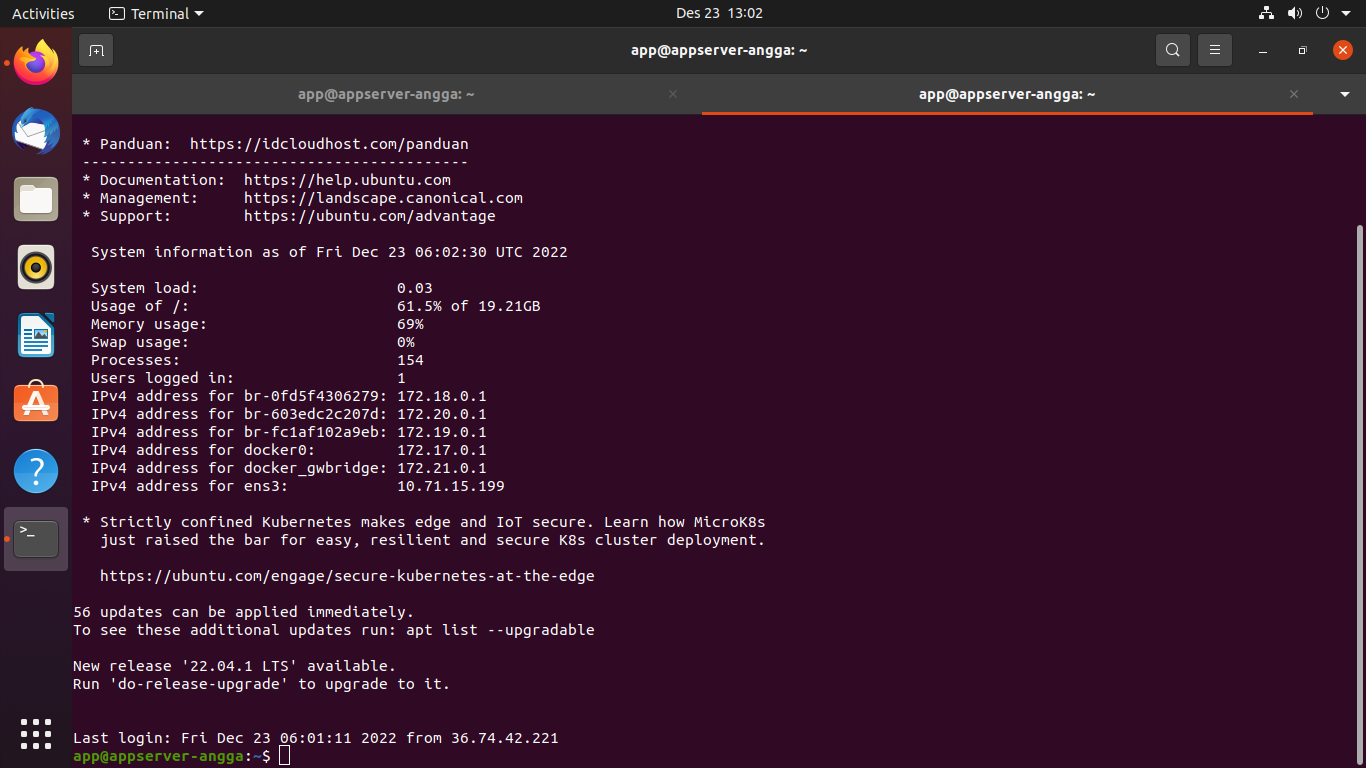 Activities Terminal Des 23 13:02
app@appserver-angga: ~
app@appserver-angga: ~ app@appserver-angga: ~
* Panduan:  https://idcloudhost.com/panduan
-------------------------------------------
* Documentation:  https://help.ubuntu.com
* Management:     https://landscape.canonical.com
* Support:        https://ubuntu.com/advantage
System information as of Fri Dec 23 06:02:30 UTC 2022
System load:                      0.03
Usage of /:                       61.5% of 19.21GB
Memory usage:                     69%
Swap usage:                       0%
Processes:                        154
Users logged in:                  1
IPv4 address for br-0fd5f4306279: 172.18.0.1
IPv4 address for br-603edc2c207d: 172.20.0.1
IPv4 address for br-fc1af102a9eb: 172.19.0.1
IPv4 address for docker0:         172.17.0.1
IPv4 address for docker_gwbridge: 172.21.0.1
IPv4 address for ens3:            10.71.15.199
* Strictly confined Kubernetes makes edge and IoT secure. Learn how MicroK8s
just raised the bar for easy, resilient and secure K8s cluster deployment.
https://ubuntu.com/engage/secure-kubernetes-at-the-edge
56 updates can be applied immediately.
To see these additional updates run: apt list --upgradable
New release '22.04.1 LTS' available.
Run 'do-release-upgrade' to upgrade to it.
Last login: Fri Dec 23 06:01:11 2022 from 36.74.42.221
app@appserver-angga:~$